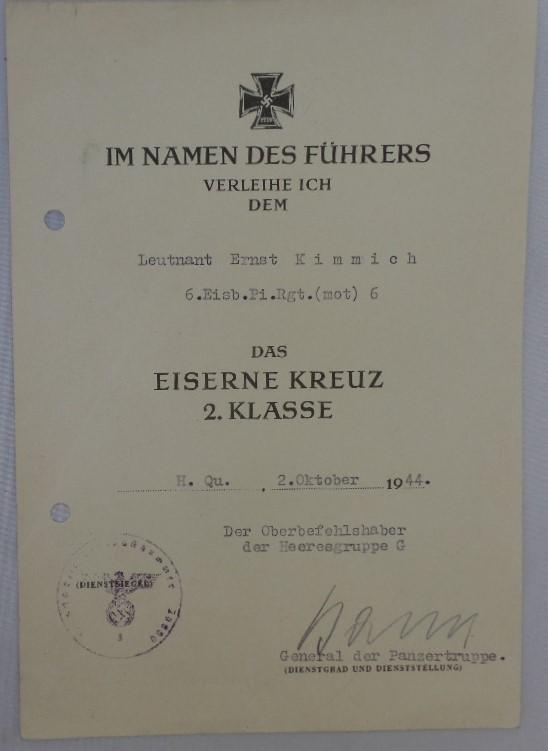 IM NAMEN DES FÜHRERS
VERLEIHE ICH
DEM
Leutnant Ernst K i m m i c h
6.Eisb.Pi.Rgt.(mot) 6
DAS
EISERNE KREUZ
2. KLASSE
H. Qu. , 2.Oktober 1944.
Der Oberbefehlshaber
der Heeresgruppe G
(DIENSTSIEGEL)
General der Panzertruppe.
(DIENSTGRAD UND DIENSTSTELLUNG)